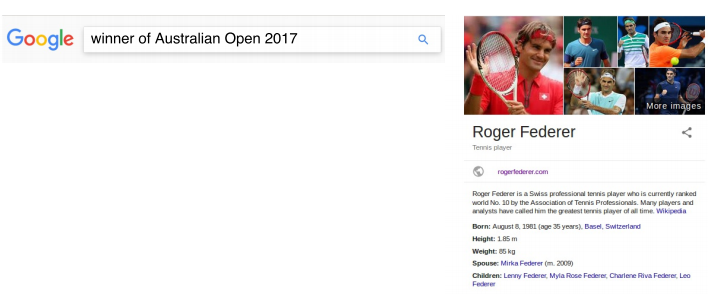 Google
winner of Australian Open 2017
More images
Roger Federer
Tennis player
rogerfederer.com
Roger Federer is a Swiss professional tennis player who is currently ranked
world No. 10 by the Association of Tennis Professionals. Many players and
analysts have called him the greatest tennis player of all time. Wikipedia
Born: August 8, 1981 (age 35 years), Basel, Switzerland
Height: 1.85 m
Weight: 85 kg
Spouse: Mirka Federer (m. 2009)
Children: Lenny Federer, Myla Rose Federer, Charlene Riva Federer, Leo
Federer